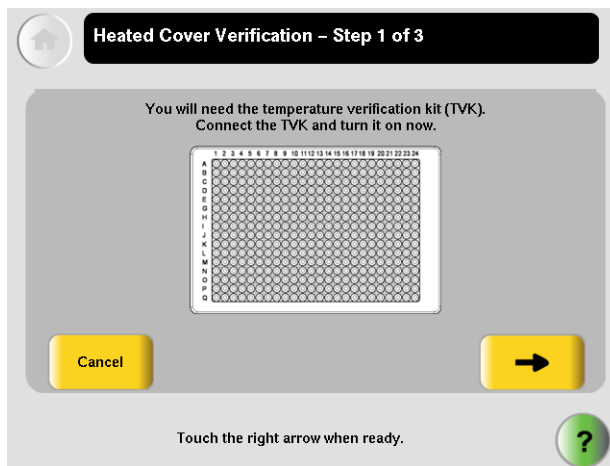 Heated Cover Verification – Step 1 of 3
You will need the temperature verification kit (TVK).
Connect the TVK and turn it on now.
1 2 3 4 5 6 7 8 9 10 11 12 13 14 15 16 17 18 19 20 21 22 23 24
A
B
C
D
E
G
H
I
J
K
L
M
N
O
P
Q
Cancel
Touch the right arrow when ready.
?